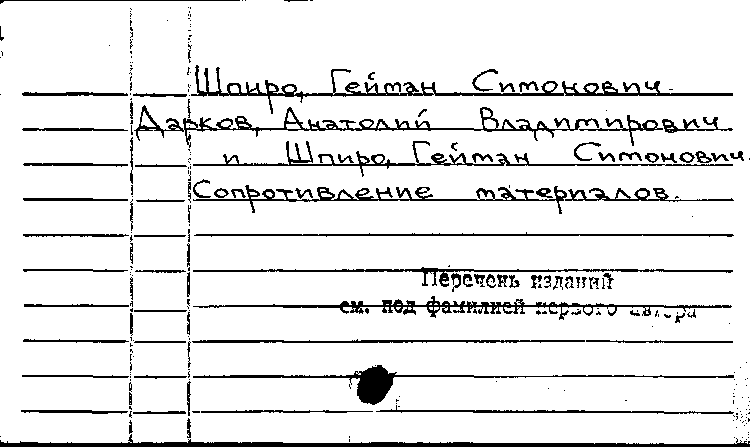 Шпиро, Гейман Симонович.
Дарков, Анатолий Владимирович
и Шпиро, Гейман Симонович.
Сопротивление материалов.
Перечень изданий
см. под фамилией первого автора